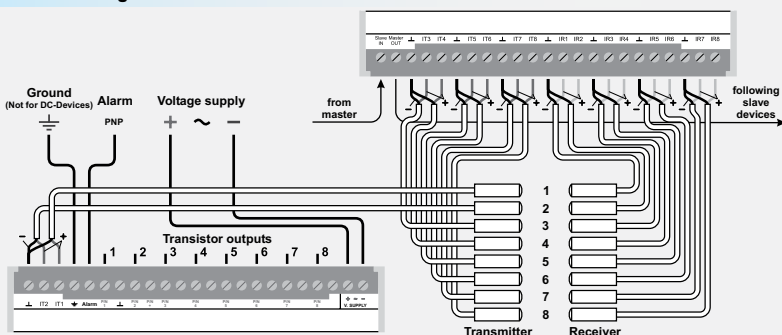 Slave IN Master OUT ⊥ IT3 IT4 ⊥ IT5 IT6 ⊥ IT7 IT8 ⊥ IR1 IR2 ⊥ IR3 IR4 ⊥ IR5 IR6 ⊥ IR7 IR8
Ground
(Not for DC-Devices)
Alarm
PNP
Voltage supply
+ ~ −
from
master
following
slave
devices
- + - + - + - + - + - + - +
1
2
3
4
5
6
7
8
- +
Transistor outputs
1 2 3 4 5 6 7 8
⊥ IT2 IT1 Alarm ⊥
+ − −
V. SUPPLY
Transmitter Receiver